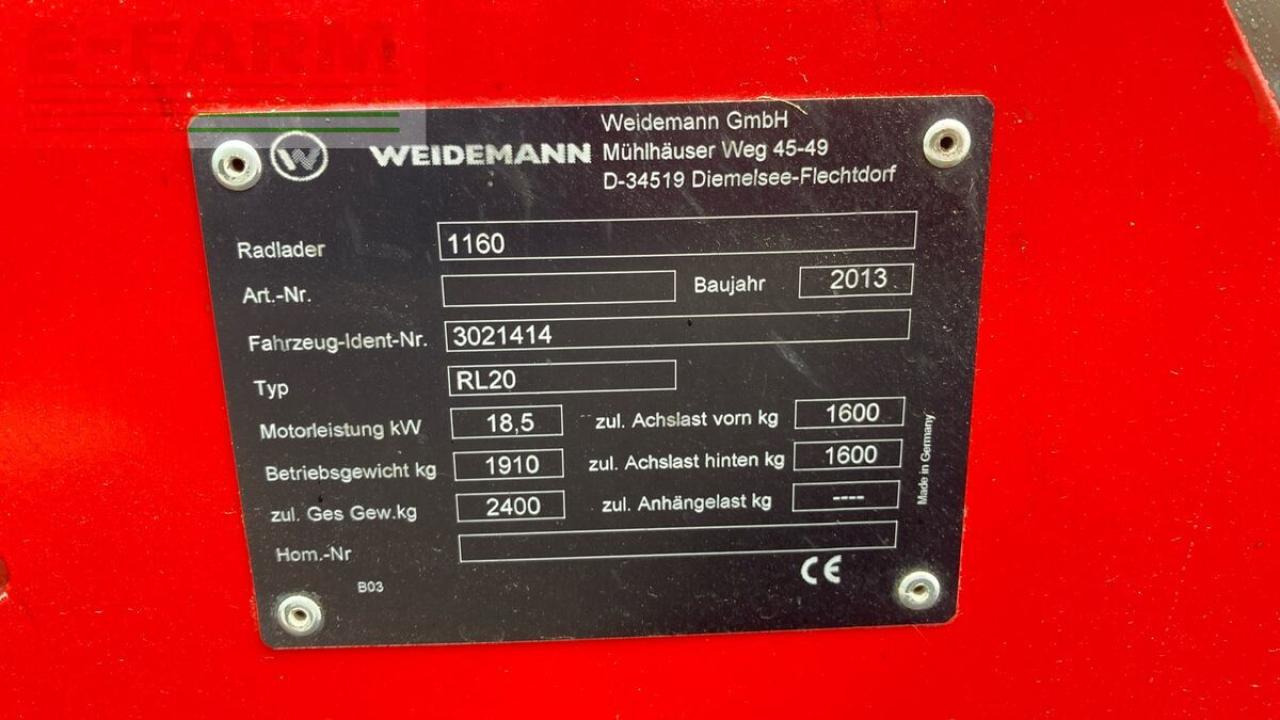 E-FARM
W WEIDEMANN
Weidemann GmbH
Mühlhäuser Weg 45-49
D-34519 Diemelsee-Flechtdorf
Radlader 1160
Art.-Nr. Baujahr 2013
Fahrzeug-Ident-Nr. 3021414
Typ RL20
Motorleistung kW 18,5 zul. Achslast vorn kg 1600
Betriebsgewicht kg 1910 zul. Achslast hinten kg 1600
zul. Ges Gew.kg 2400 zul. Anhängelast kg ----
Hom.-Nr
B03
CE
Made in Germany